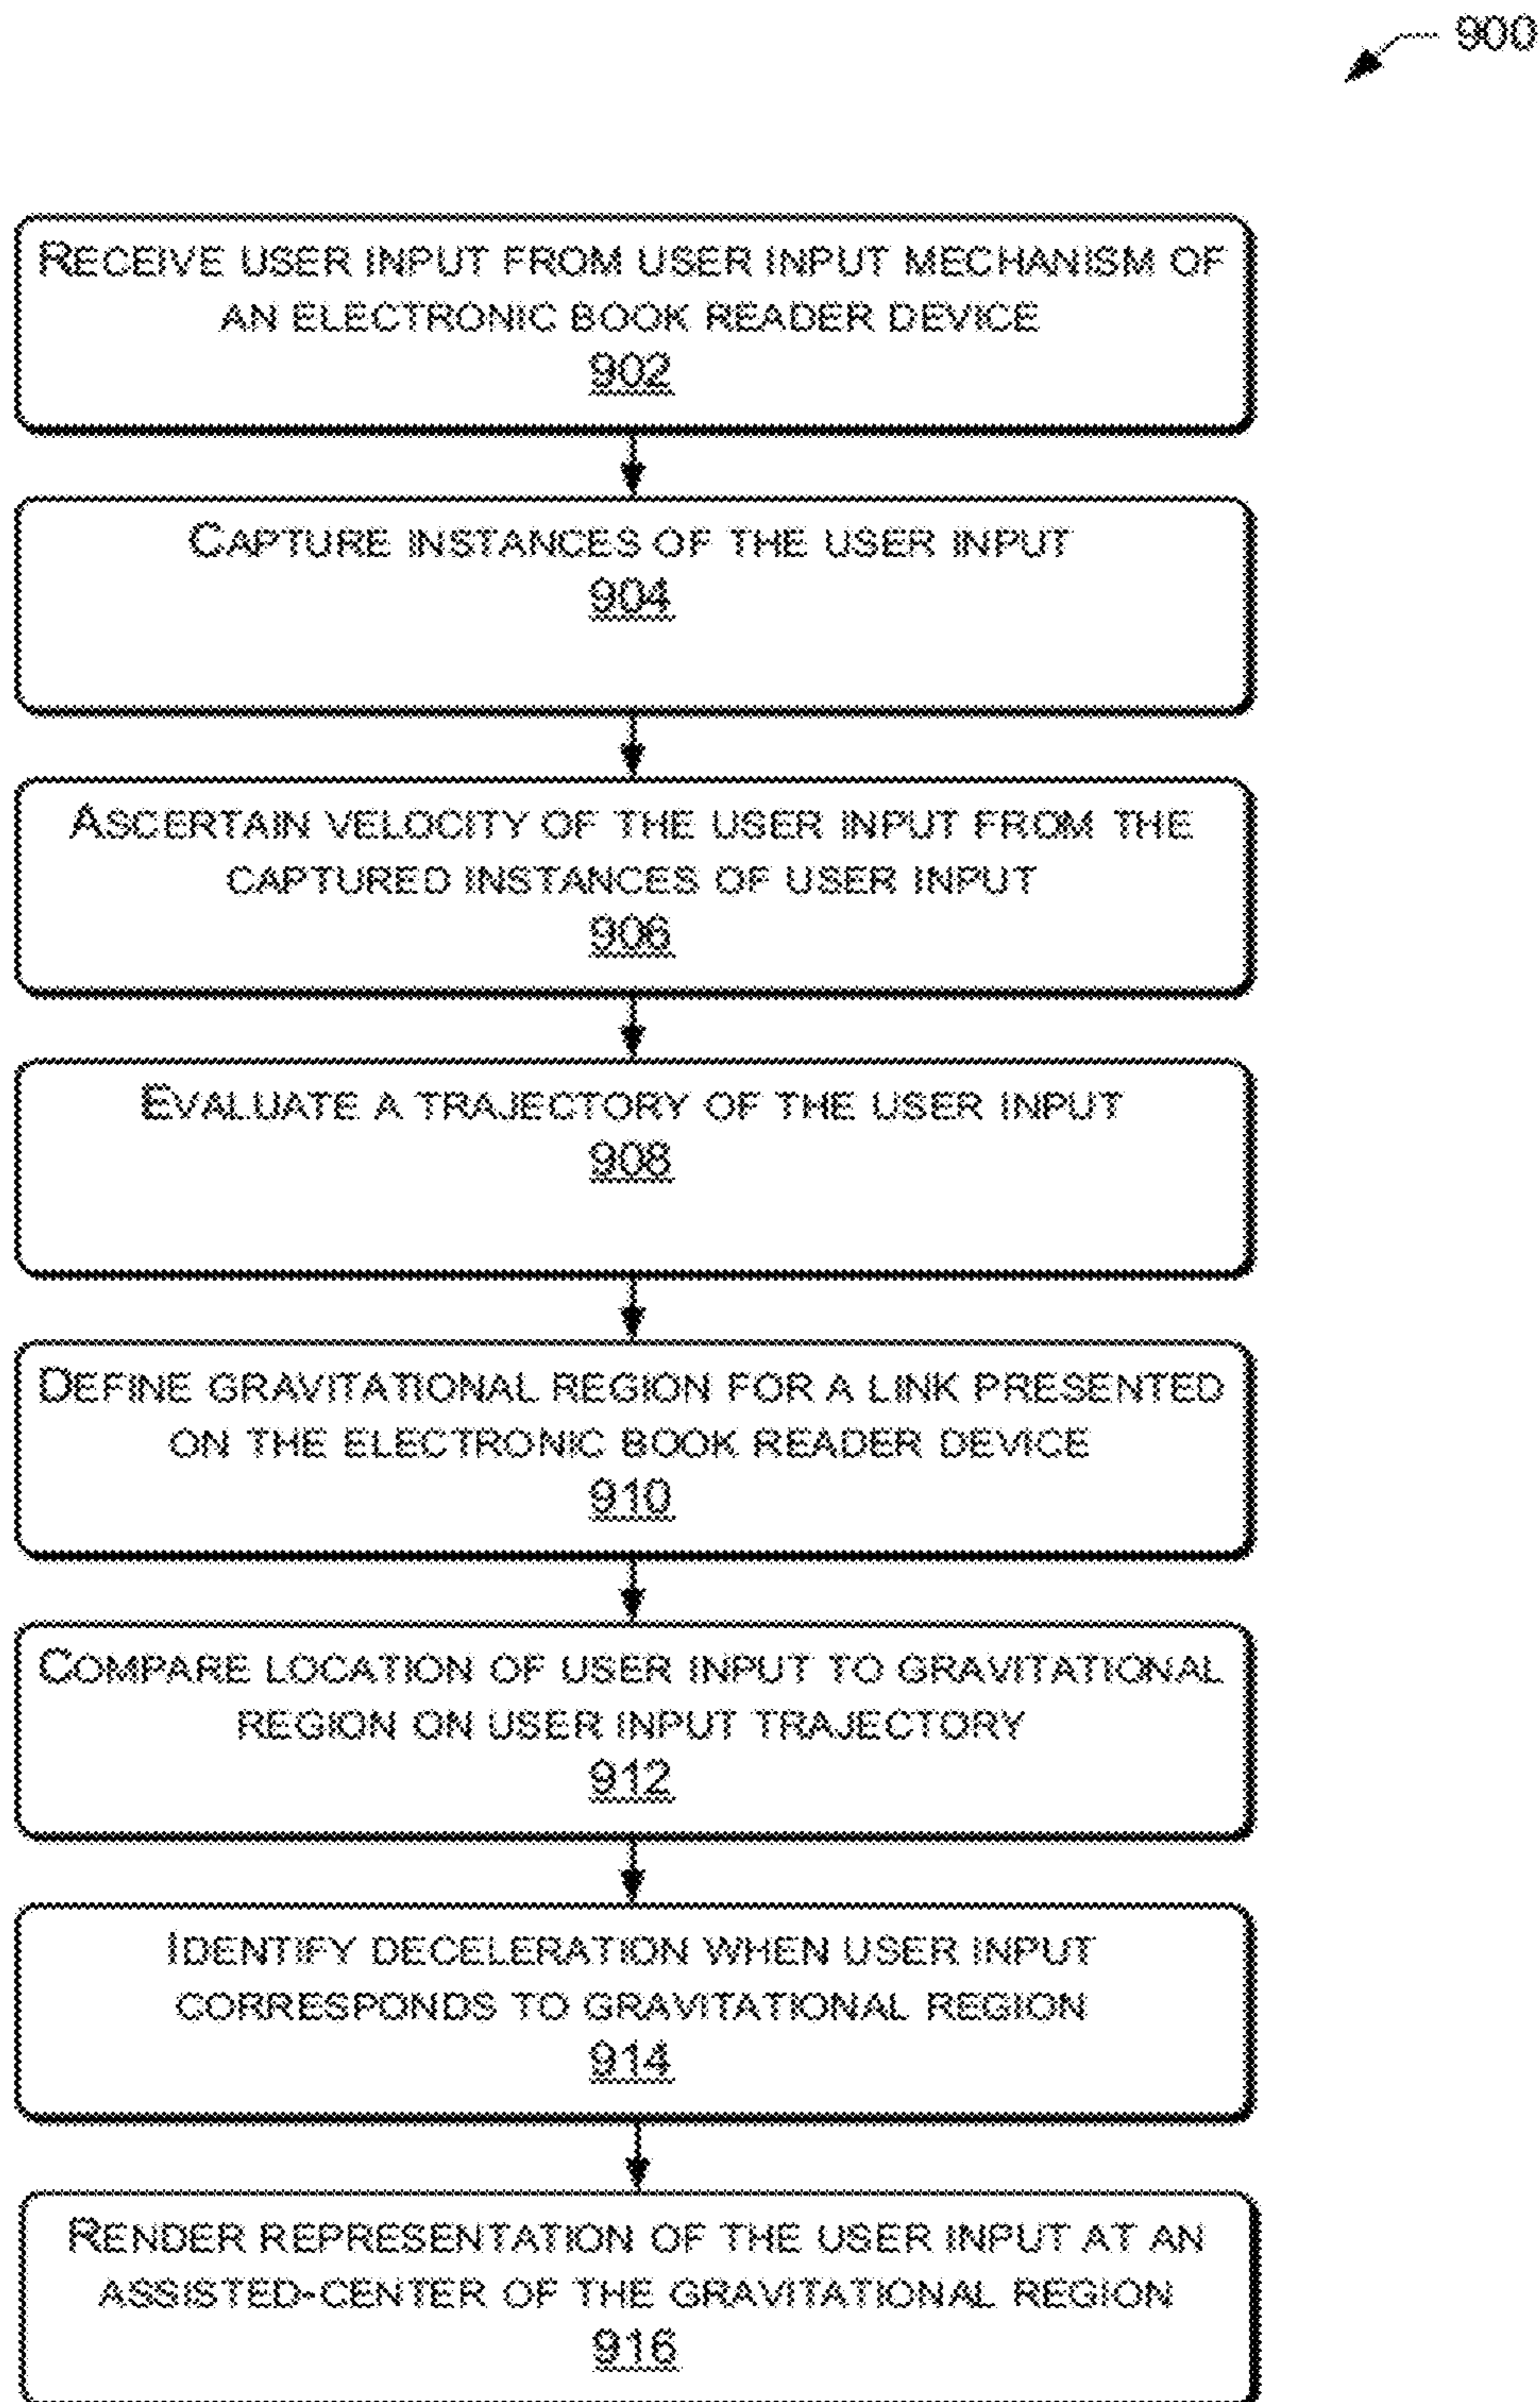 900
RECEIVE USER INPUT FROM USER INPUT MECHANISM OF
AN ELECTRONIC BOOK READER DEVICE
902
CAPTURE INSTANCES OF THE USER INPUT
904
ASCERTAIN VELOCITY OF THE USER INPUT FROM THE
CAPTURED INSTANCES OF USER INPUT
906
EVALUATE A TRAJECTORY OF THE USER INPUT
908
DEFINE GRAVITATIONAL REGION FOR A LINK PRESENTED
ON THE ELECTRONIC BOOK READER DEVICE
910
COMPARE LOCATION OF USER INPUT TO GRAVITATIONAL
REGION ON USER INPUT TRAJECTORY
912
IDENTIFY DECELERATION WHEN USER INPUT
CORRESPONDS TO GRAVITATIONAL REGION
914
RENDER REPRESENTATION OF THE USER INPUT AT AN
ASSISTED-CENTER OF THE GRAVITATIONAL REGION
916